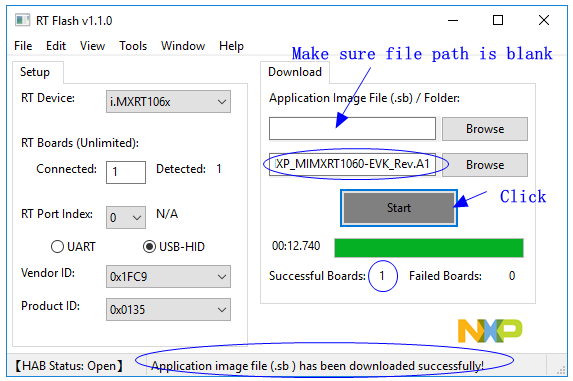 RT Flash v1.1.0
File Edit View Tools Window Help
Make sure file path is blank
Setup
Download
RT Device: i.MXRT106x
Application Image File (.sb) / Folder:
Browse
RT Boards (Unlimited):
Connected: 1 Detected: 1
XP_MIMXRT1060-EVK_Rev.A1 Browse
Start
Click
RT Port Index: 0 N/A
UART USB-HID
00:12.740
Vendor ID: 0x1FC9
Successful Boards: 1 Failed Boards: 0
Product ID: 0x0135
NXP
【HAB Status: Open】 Application image file (.sb ) has been downloaded successfully!